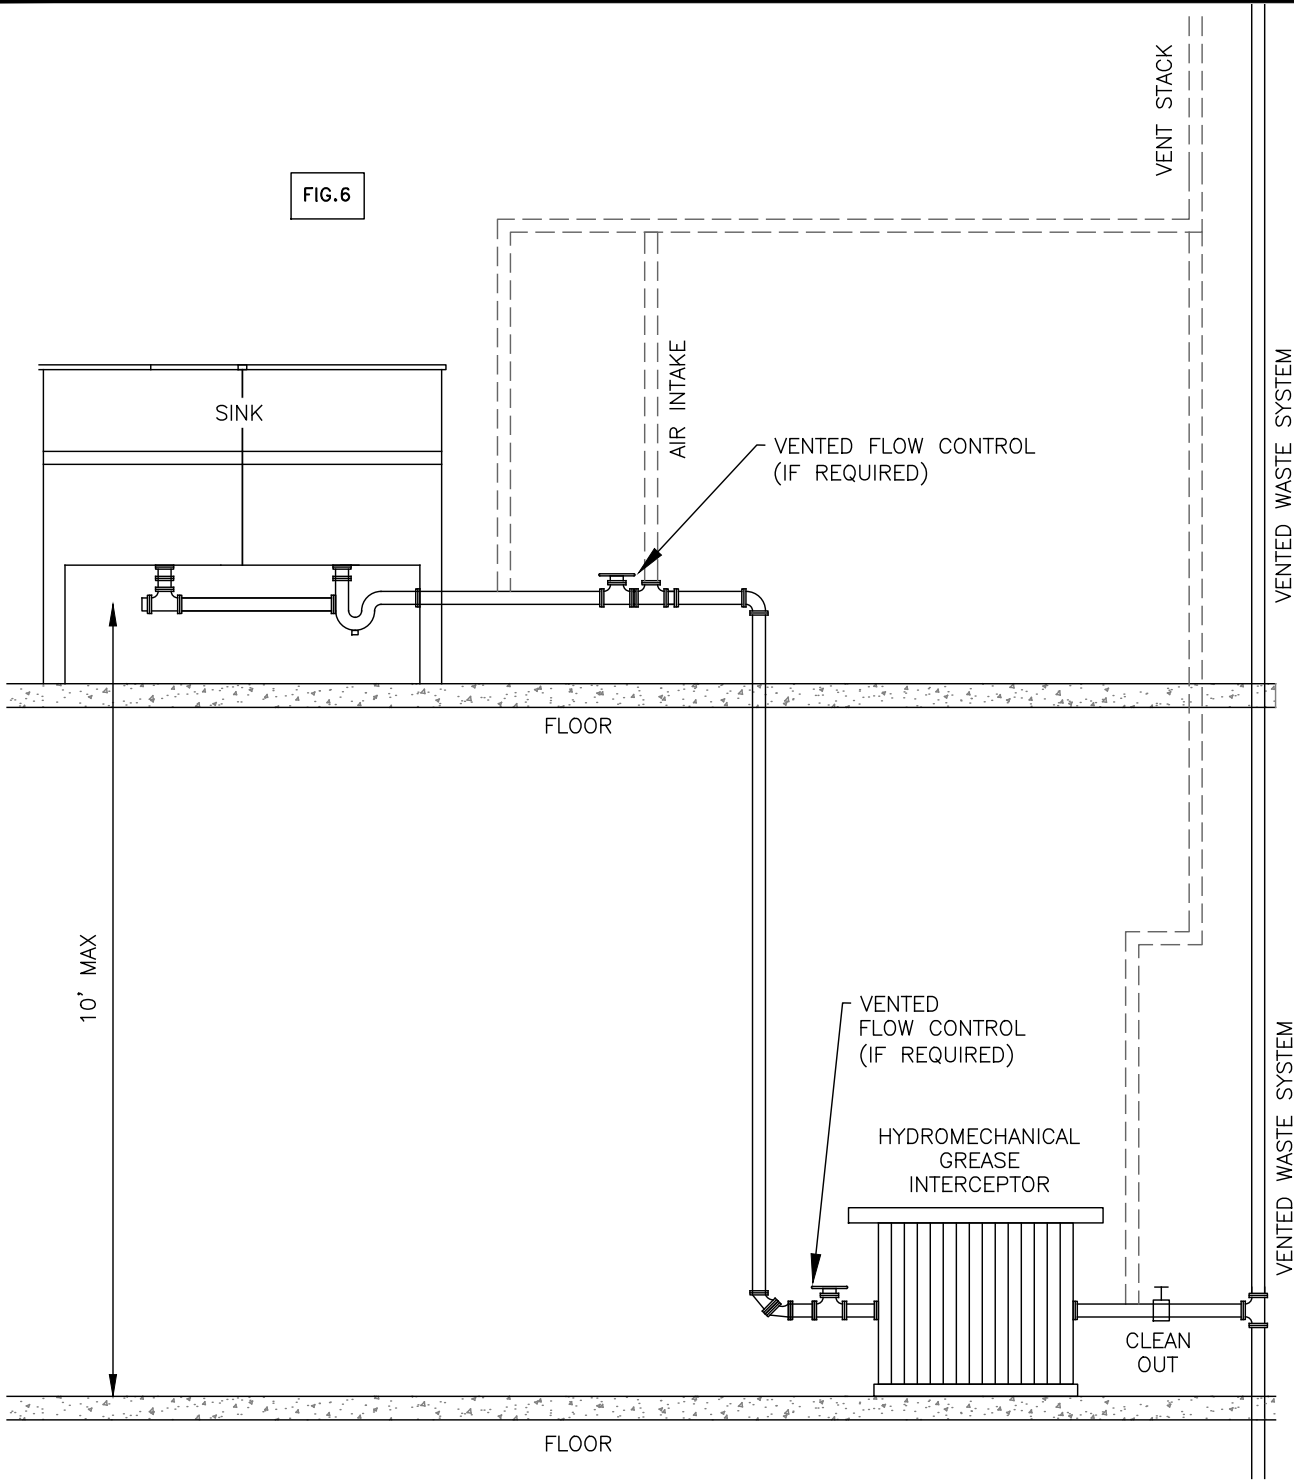 VENT STACK
FIG.6
SINK
AIR INTAKE
VENTED FLOW CONTROL
(IF REQUIRED)
VENTED WASTE SYSTEM
FLOOR
10' MAX
VENTED
FLOW CONTROL
(IF REQUIRED)
HYDROMECHANICAL
GREASE
INTERCEPTOR
VENTED WASTE SYSTEM
CLEAN
OUT
FLOOR